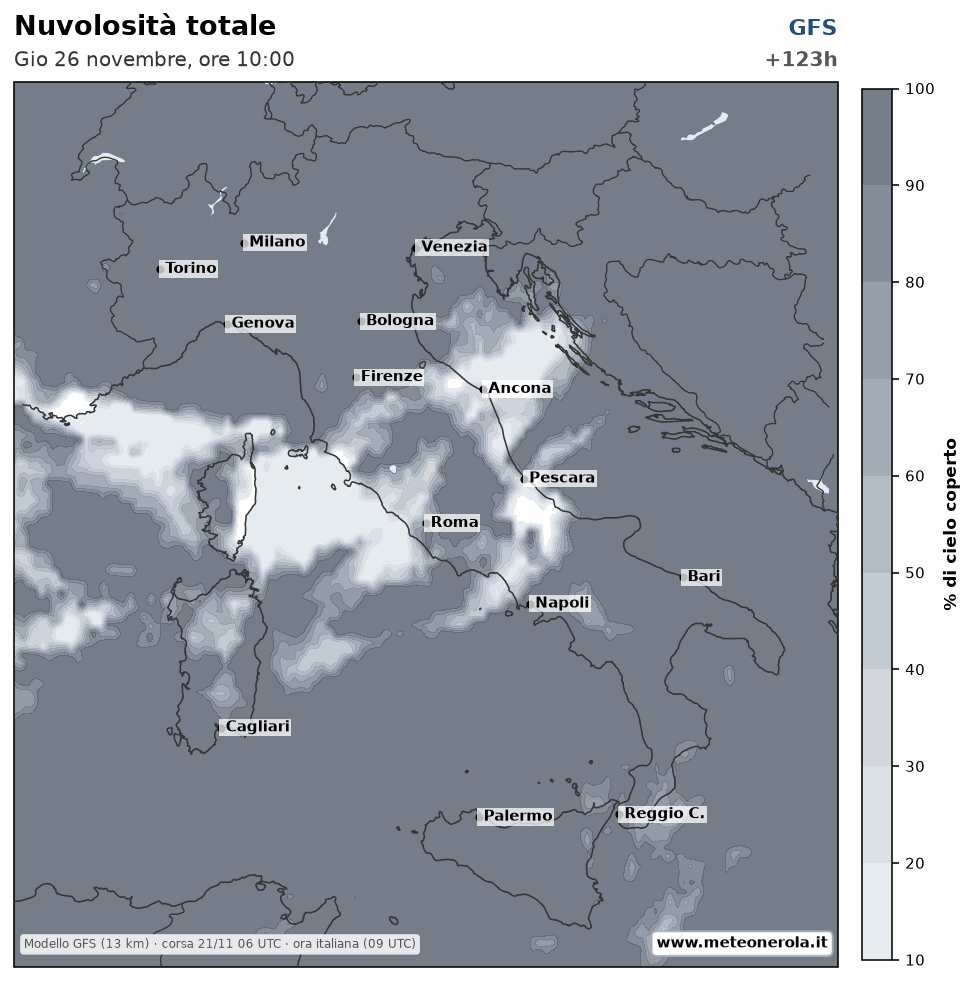 Nuvolosità totale
GFS
Gio 26 novembre, ore 10:00
+123h
100
90
80
70
60
50
40
30
20
10
% di cielo coperto
Milano
Venezia
Torino
Genova
Bologna
Firenze
Ancona
Pescara
Roma
Bari
Napoli
Cagliari
Palermo
Reggio C.
Modello GFS (13 km) · corsa 21/11 06 UTC · ora italiana (09 UTC)
www.meteonerola.it